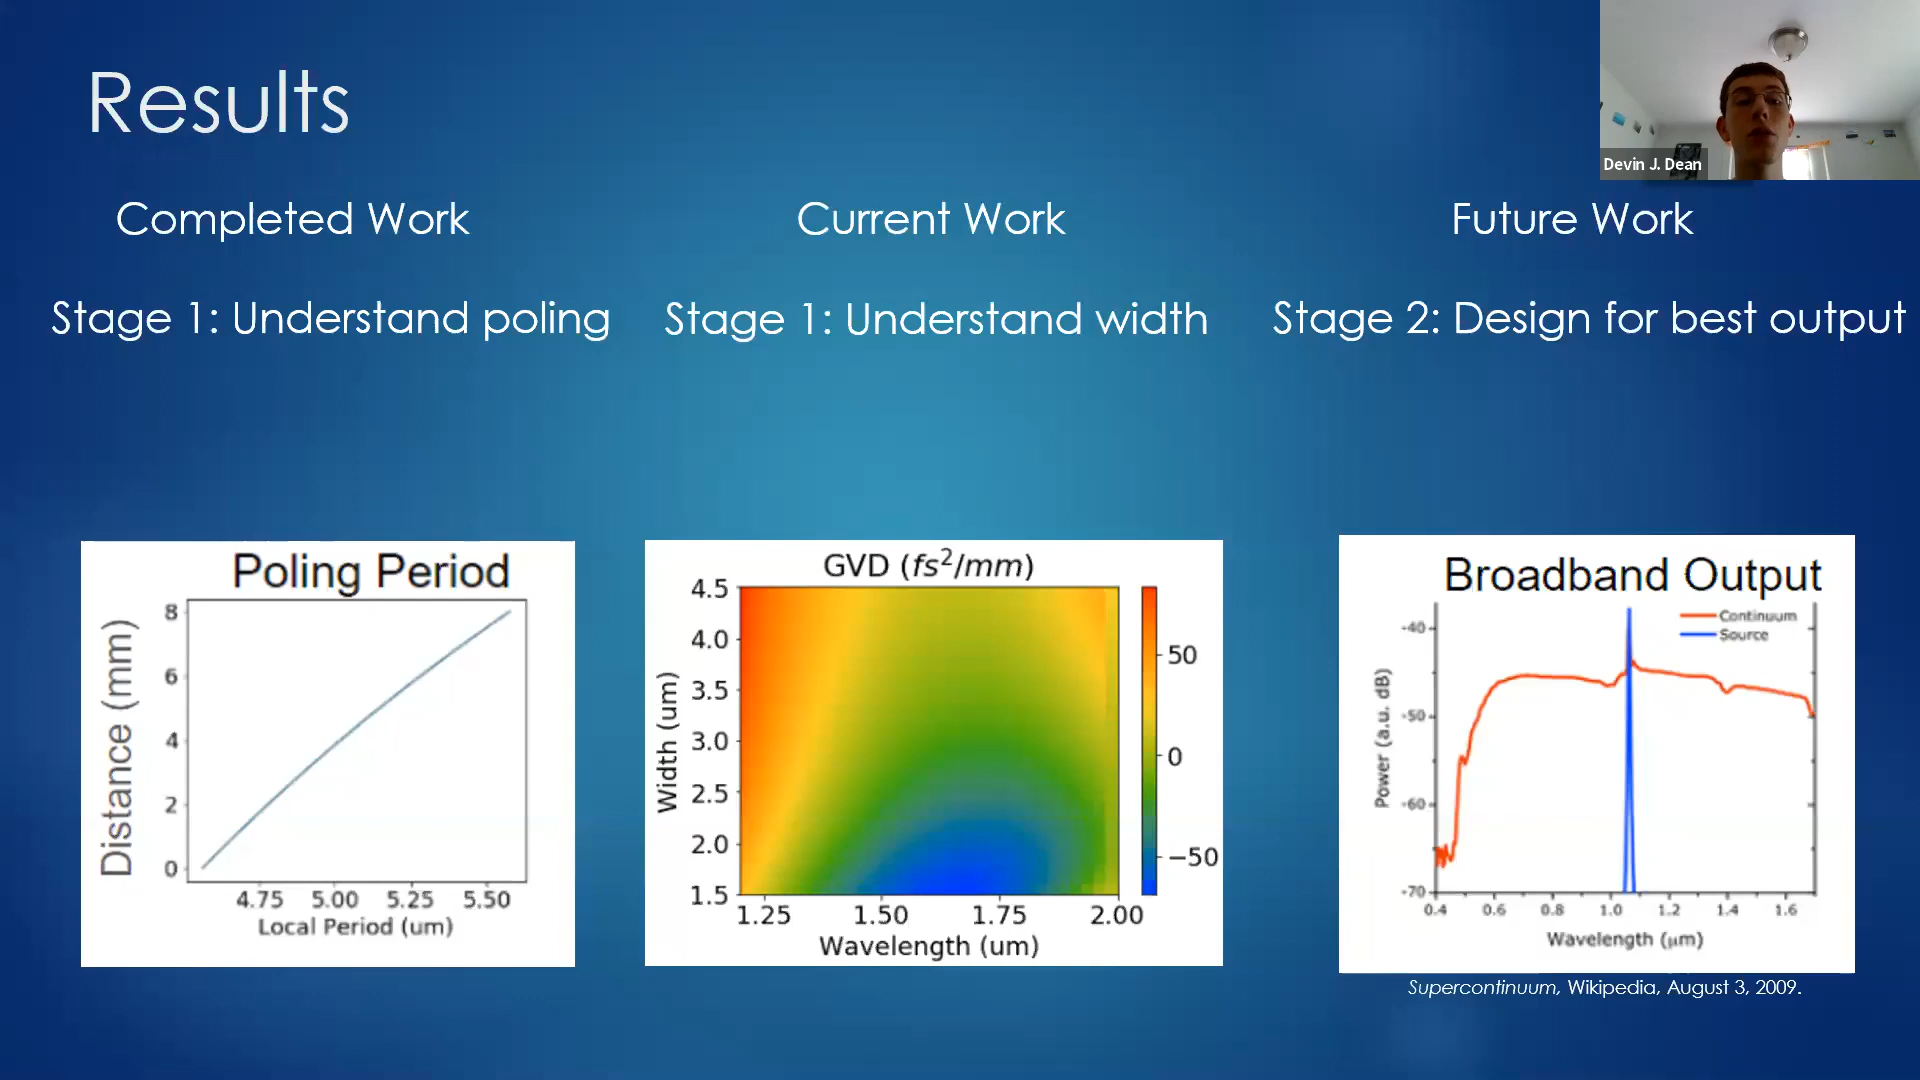 Results
Devin J. Dean
Completed Work
Current Work
Future Work
Stage 1: Understand poling
Stage 1: Understand width
Stage 2: Design for best output
Poling Period
Distance (mm)
8
6
4
2
0
4.75 5.00 5.25 5.50
Local Period (um)
GVD (fs²/mm)
Width (um)
4.5
4.0
3.5
3.0
2.5
2.0
1.5
1.25 1.50 1.75 2.00
Wavelength (um)
50
0
−50
Broadband Output
Continuum
Source
Power (a.u. dB)
-40
-50
-60
-70
0.4 0.6 0.8 1.0 1.2 1.4 1.6
Wavelength (μm)
Supercontinuum, Wikipedia, August 3, 2009.